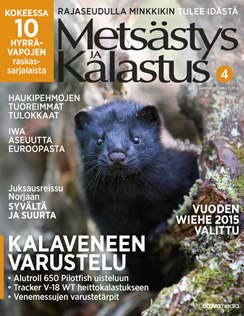 KOKEESSA
10
HYRRÄ-
VAPOJEN
raskas-
sarjalaista
RAJASEUDULLA MINKKIKIN TULEE IDÄSTÄ
Metsästys
JA
Kalastus
4
HAUKIPEHMOJEN
TUOREIMMAT
TULOKKAAT
IWA
ASEUUTTA
EUROOPASTA
Juksausreissu
Norjaan
SYVÄLTÄ
JA SUURTA
VUODEN
WIEHE 2015
VALITTU
KALAVENEEN
VARUSTELU
• Alutroll 650 Pilotfish uisteluun
• Tracker V-18 WT heittokalastukseen
• Venemessujen varustetärpit
otavamedia